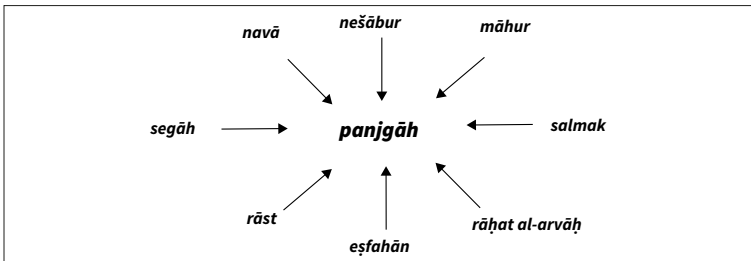 nešābur
navā
māhur
segāh
panjgāh
salmak
rāst
rāḥat al-arvāḥ
eṣfahān